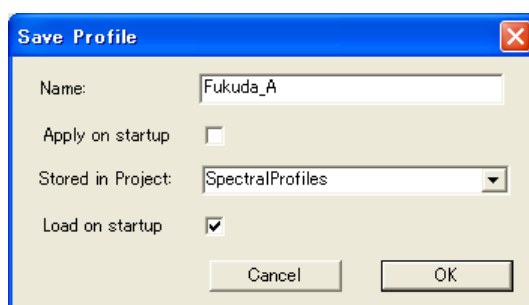 Save Profile
Name: Fukuda_A
Apply on startup
Stored in Project: SpectralProfiles
Load on startup
Cancel OK